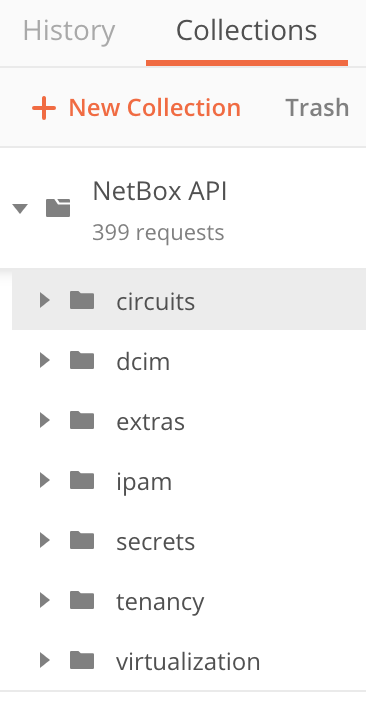 History Collections
+ New Collection Trash
NetBox API
399 requests
circuits
dcim
extras
ipam
secrets
tenancy
virtualization